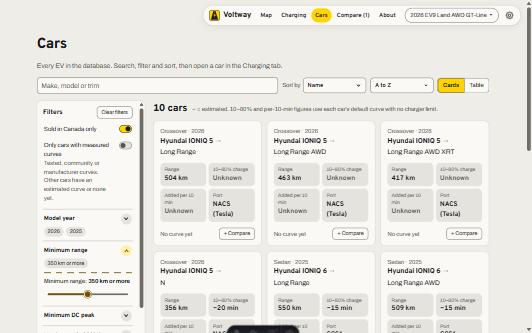 Voltway Map Charging Cars Compare (1) About 2026 EV9 Land AWD GT-Line
Cars
Every EV in the database. Search, filter and sort, then open a car in the Charging tab.
Make, model or trim
Sort by Name A to Z Cards Table
Filters Clear filters
Sold in Canada only
Only cars with measured
curves
Tested, community or
manufacturer curves.
Other cars have an
estimated curve or none
yet.
Model year
2026 2025
Minimum range
350 km or more
Minimum range: 350 km or more
Minimum DC peak
10 cars ~ = estimated. 10–80% and per-10-min figures use each car's default curve with no charger limit.
Crossover · 2026
Hyundai IONIQ 5 →
Long Range
Range
504 km
10–80% charge
Unknown
Added per 10
min
Unknown
Port
NACS
(Tesla)
No curve yet
+ Compare
Crossover · 2026
Hyundai IONIQ 5 →
Long Range AWD
Range
463 km
10–80% charge
Unknown
Added per 10
min
Unknown
Port
NACS
(Tesla)
No curve yet
+ Compare
Crossover · 2026
Hyundai IONIQ 5 →
Long Range AWD XRT
Range
417 km
10–80% charge
Unknown
Added per 10
min
Unknown
Port
NACS
(Tesla)
No curve yet
+ Compare
Crossover · 2026
Hyundai IONIQ 5 →
N
Range
356 km
10–80% charge
~20 min
Added per 10
Port
Sedan · 2025
Hyundai IONIQ 6 →
Long Range
Range
550 km
10–80% charge
~15 min
Added per 10
Port
Sedan · 2025
Hyundai IONIQ 6 →
Long Range AWD
Range
509 km
10–80% charge
~15 min
Added per 10
Port